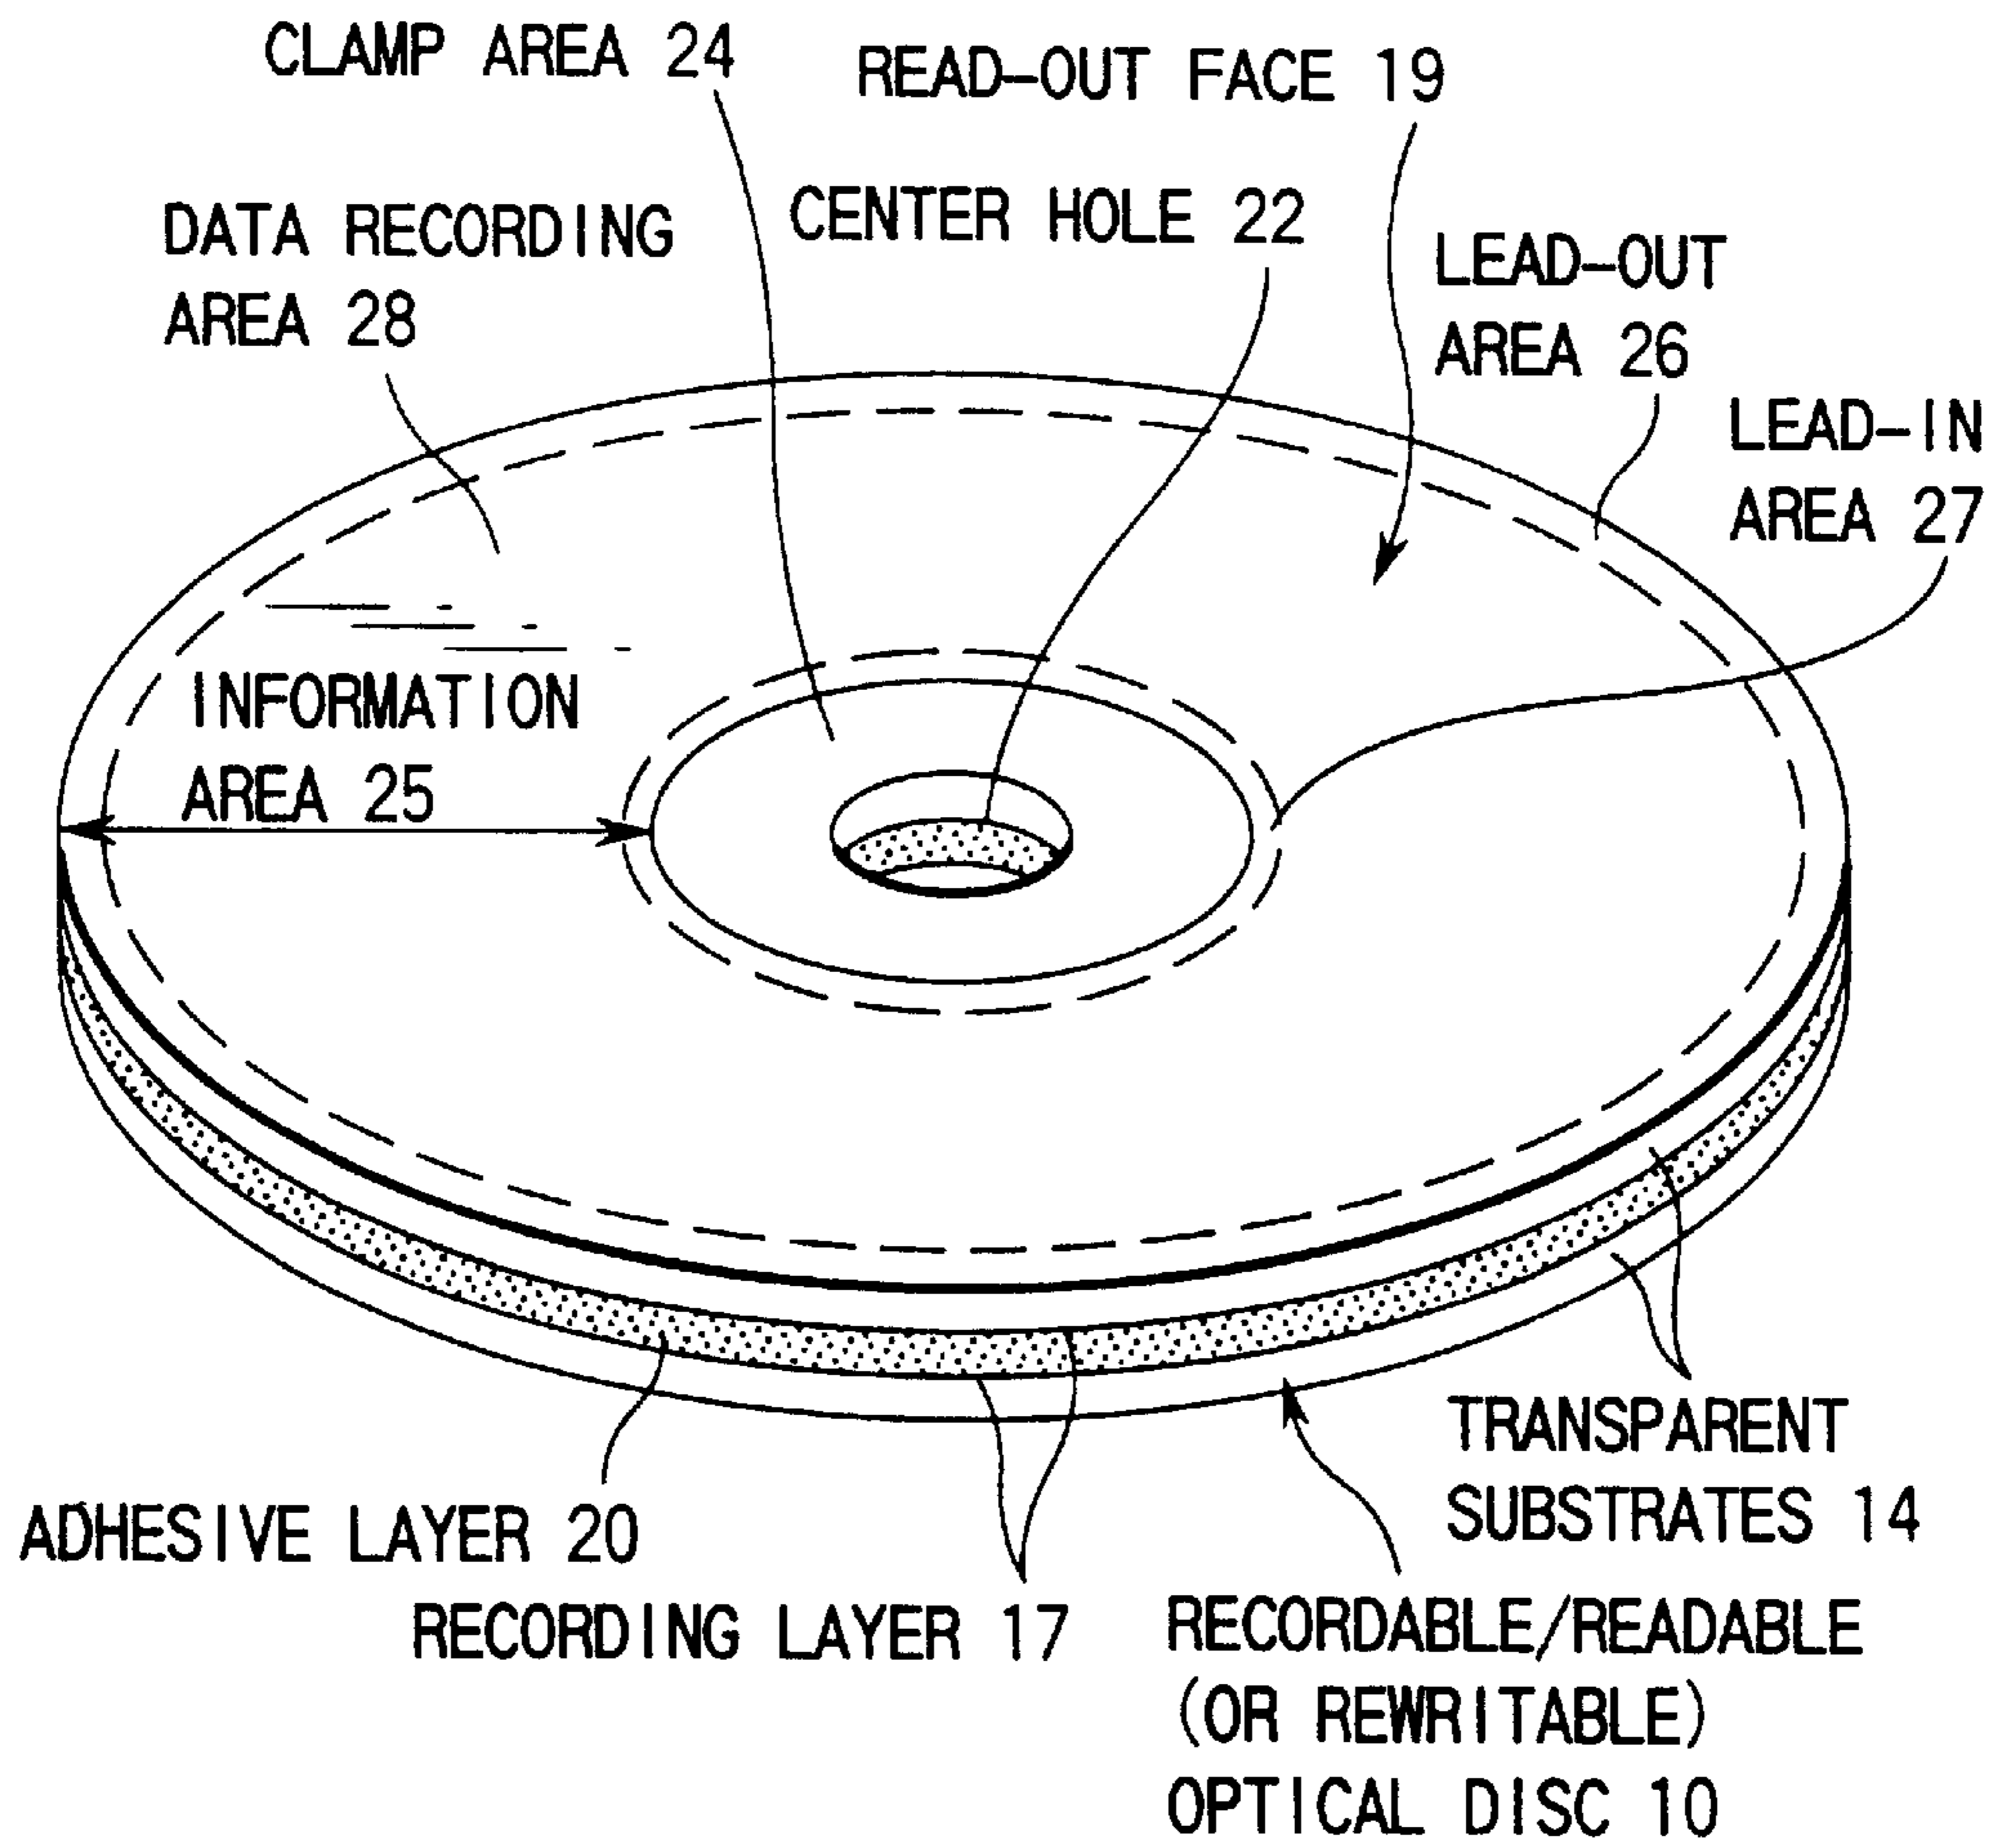 CLAMP AREA 24
READ-OUT FACE 19
CENTER HOLE 22
DATA RECORDING
AREA 28
LEAD-OUT
AREA 26
LEAD-IN
AREA 27
INFORMATION
AREA 25
TRANSPARENT
SUBSTRATES 14
ADHESIVE LAYER 20
RECORDING LAYER 17
RECORDABLE/READABLE
(OR REWRITABLE)
OPTICAL DISC 10